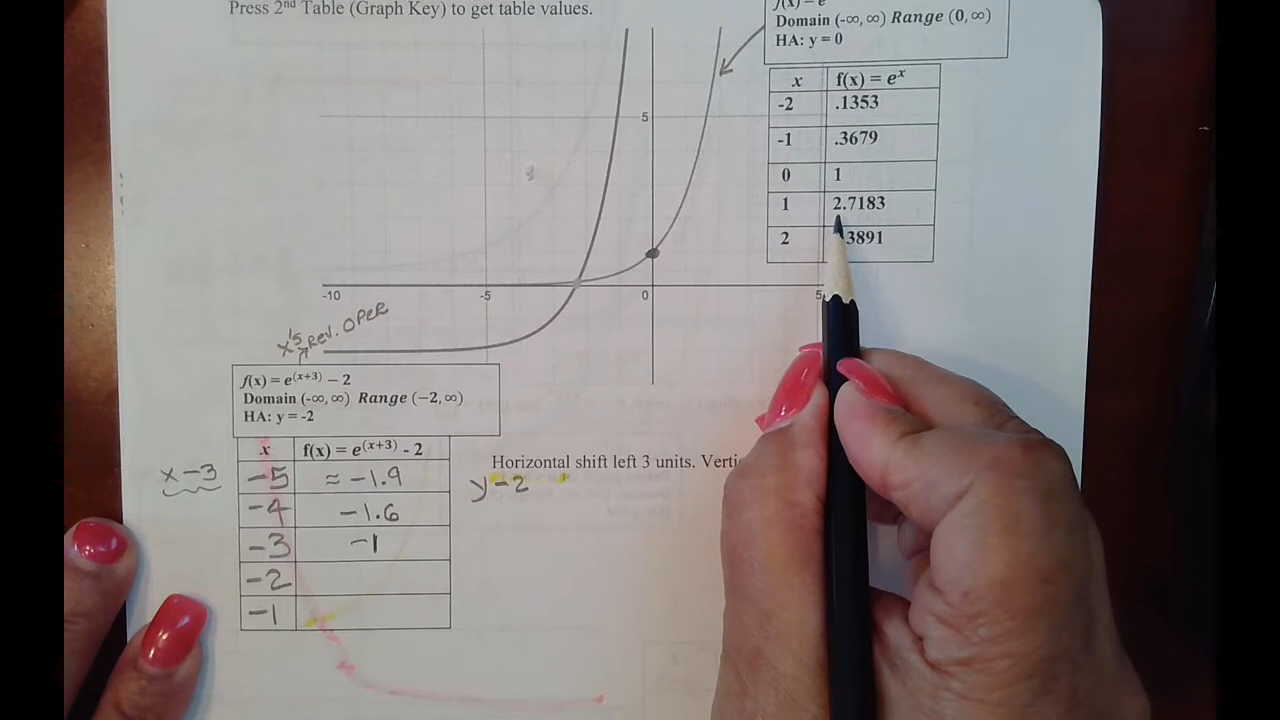 Press 2nd Table (Graph Key) to get table values.
Domain (-∞, ∞) Range (0, ∞)
HA: y = 0
x f(x) = eˣ
-2 .1353
-1 .3679
0 1
1 2.7183
2 3891
5
-10 -5 0 5
x's Rev. OPER
f(x) = e⁽ˣ⁺³⁾ – 2
Domain (-∞, ∞) Range (−2, ∞)
HA: y = -2
x f(x) = e⁽ˣ⁺³⁾ - 2
x-3
-5 ≈ -1.9
-4 -1.6
-3 -1
-2
-1
Horizontal shift left 3 units.
y-2